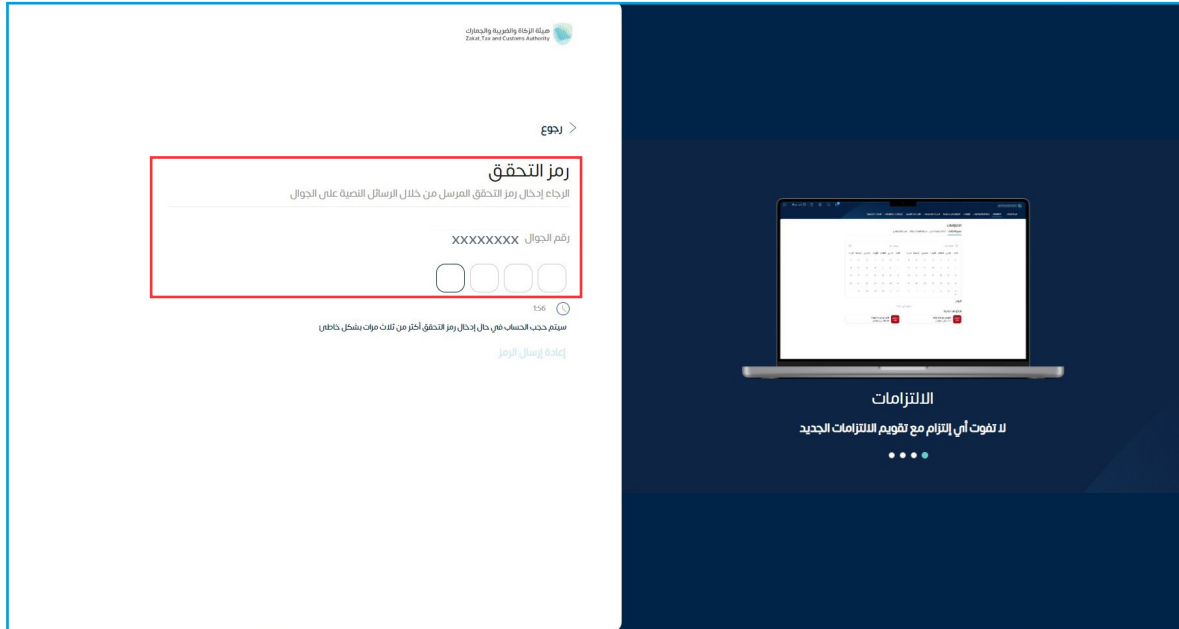 هيئة الزكاة والضريبة والجمارك
Zakat, Tax and Customs Authority
رجوع
رمز التحقق
الرجاء إدخال رمز التحقق المرسل من خلال الرسائل النصية على الجوال
رقم الجوال XXXXXXXX
1:56
سيتم حجب الحساب في حال إدخال رمز التحقق أكثر من ثلاث مرات بشكل خاطئ
إعادة إرسال الرمز
الالتزامات
لا تفوت أي إلتزام مع تقويم الالتزامات الجديد